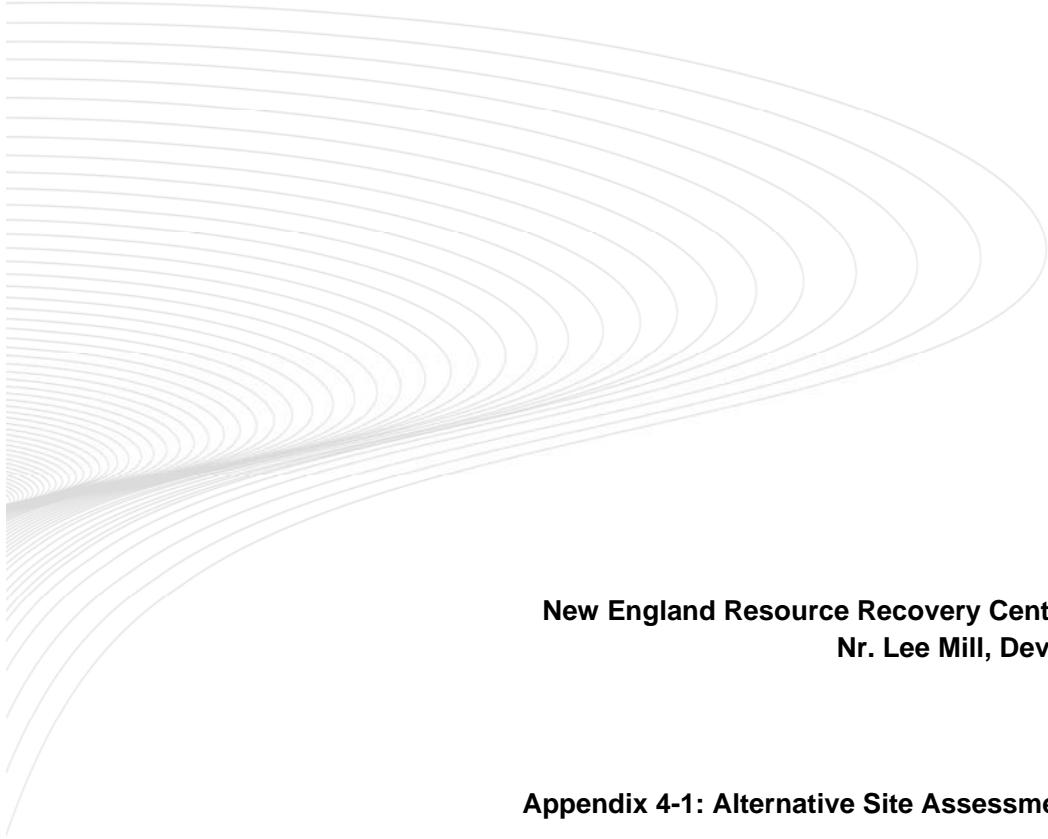 New England Resource Recovery Cent
Nr. Lee Mill, Dev
Appendix 4-1: Alternative Site Assessme